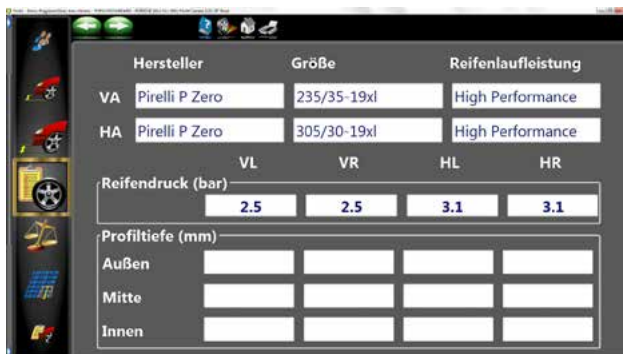 Hersteller Größe Reifenlaufleistung
VA Pirelli P Zero 235/35-19xl High Performance
HA Pirelli P Zero 305/30-19xl High Performance
VL VR HL HR
Reifendruck (bar)
2.5 2.5 3.1 3.1
Profiltiefe (mm)
Außen
Mitte
Innen